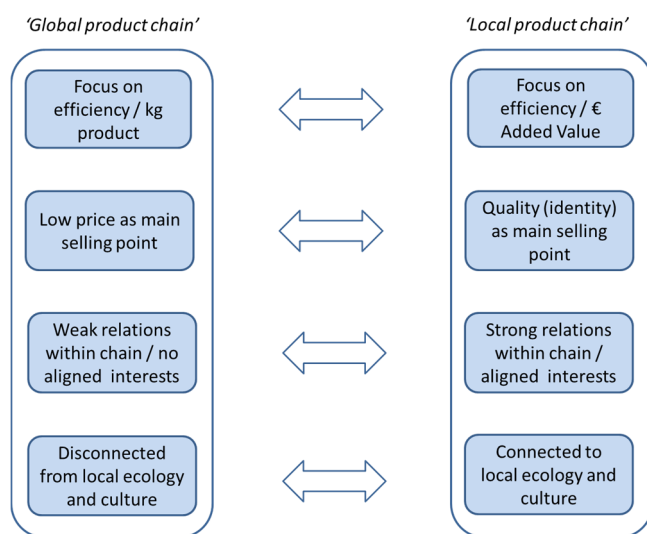 'Global product chain'
'Local product chain'
Focus on
efficiency / kg
product
Focus on
efficiency / €
Added Value
Low price as main
selling point
Quality (identity)
as main selling
point
Weak relations
within chain / no
aligned interests
Strong relations
within chain /
aligned interests
Disconnected
from local ecology
and culture
Connected to
local ecology and
culture